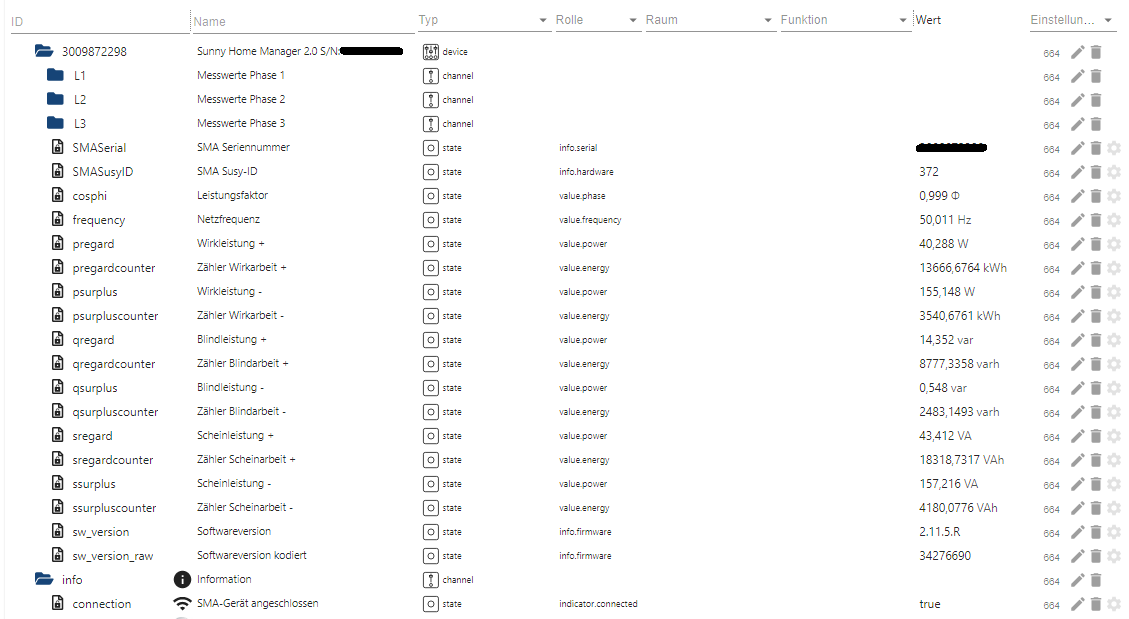 ID Name Typ Rolle Raum Funktion Wert Einstellun...
3009872298 Sunny Home Manager 2.0 S/N: device 664
L1 Messwerte Phase 1 channel 664
L2 Messwerte Phase 2 channel 664
L3 Messwerte Phase 3 channel 664
SMASerial SMA Seriennummer state info.serial 664
SMASusyID SMA Susy-ID state info.hardware 372 664
cosphi Leistungsfaktor state value.phase 0,999 Φ 664
frequency Netzfrequenz state value.frequency 50,011 Hz 664
pregard Wirkleistung + state value.power 40,288 W 664
pregardcounter Zähler Wirkarbeit + state value.energy 13666,6764 kWh 664
psurplus Wirkleistung - state value.power 155,148 W 664
psurpluscounter Zähler Wirkarbeit - state value.energy 3540,6761 kWh 664
qregard Blindleistung + state value.power 14,352 var 664
qregardcounter Zähler Blindarbeit + state value.energy 8777,3358 varh 664
qsurplus Blindleistung - state value.power 0,548 var 664
qsurpluscounter Zähler Blindarbeit - state value.energy 2483,1493 varh 664
sregard Scheinleistung + state value.power 43,412 VA 664
sregardcounter Zähler Scheinarbeit + state value.energy 18318,7317 VAh 664
ssurplus Scheinleistung - state value.power 157,216 VA 664
ssurpluscounter Zähler Scheinarbeit - state value.energy 4180,0776 VAh 664
sw_version Softwareversion state info.firmware 2.11.5.R 664
sw_version_raw Softwareversion kodiert state info.firmware 34276690 664
info Information channel 664
connection SMA-Gerät angeschlossen state indicator.connected true 664